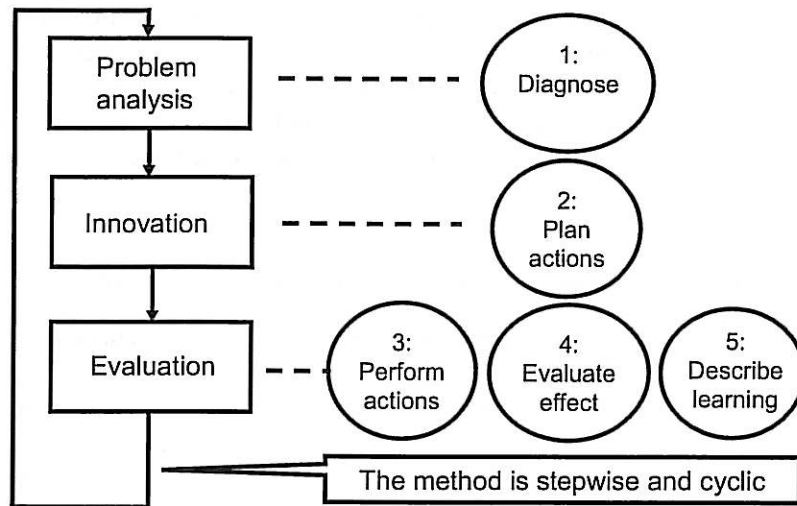 Problem
analysis
1:
Diagnose
Innovation
2:
Plan
actions
Evaluation
3:
Perform
actions
4:
Evaluate
effect
5:
Describe
learning
The method is stepwise and cyclic